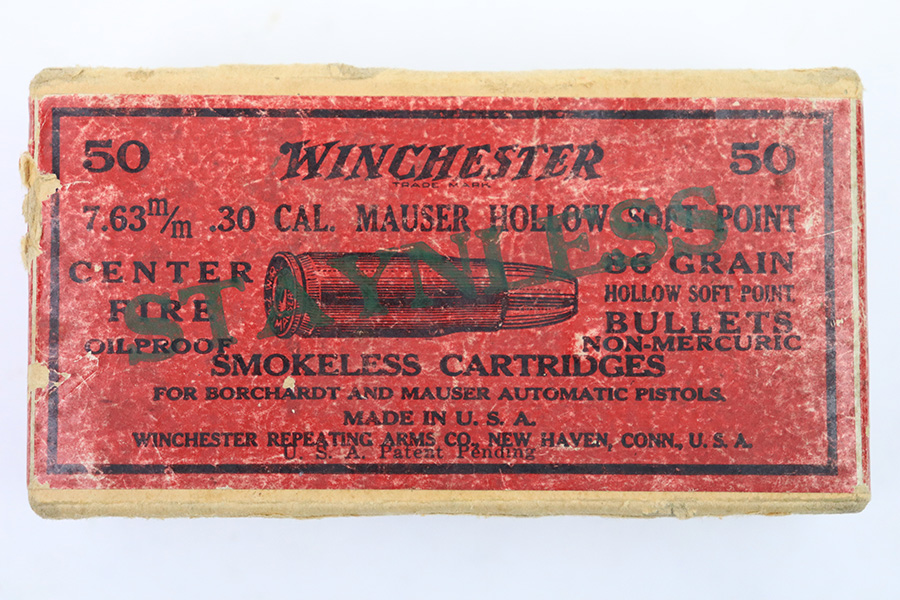 50 WINCHESTER 50
TRADE MARK
7.63 m/m .30 CAL. MAUSER HOLLOW SOFT POINT
STAYNLESS
CENTER
FIRE
OILPROOF
86 GRAIN
HOLLOW SOFT POINT
BULLETS
NON-MERCURIC
SMOKELESS CARTRIDGES
FOR BORCHARDT AND MAUSER AUTOMATIC PISTOLS.
MADE IN U. S. A.
WINCHESTER REPEATING ARMS CO., NEW HAVEN, CONN., U. S. A.
U. S. A. Patent Pending